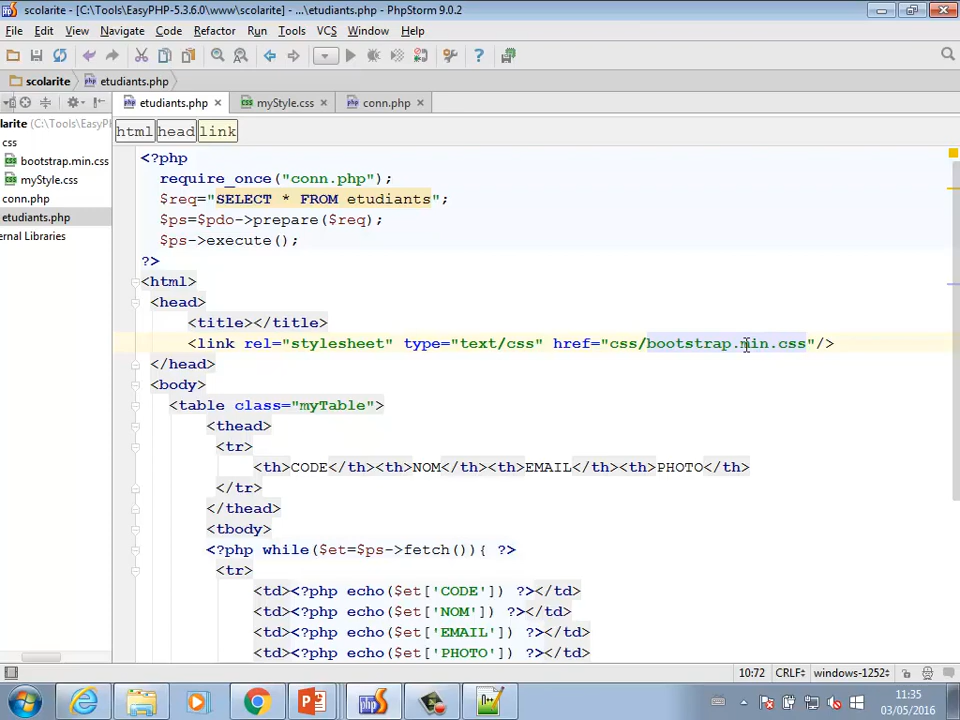 scolarite - [C:\Tools\EasyPHP-5.3.6.0\www\scolarite] - ...\etudiants.php - PhpStorm 9.0.2
File Edit View Navigate Code Refactor Run Tools VCS Window Help
scolarite etudiants.php
etudiants.php myStyle.css conn.php
larite (C:\Tools\EasyPH
css
bootstrap.min.css
myStyle.css
conn.php
etudiants.php
ernal Libraries
html head link
<?php
require_once("conn.php");
$req="SELECT * FROM etudiants";
$ps=$pdo->prepare($req);
$ps->execute();
?>
<html>
<head>
<title></title>
<link rel="stylesheet" type="text/css" href="css/bootstrap.min.css"/>
</head>
<body>
<table class="myTable">
<thead>
<tr>
<th>CODE</th><th>NOM</th><th>EMAIL</th><th>PHOTO</th>
</tr>
</thead>
<tbody>
<?php while($et=$ps->fetch()){ ?>
<tr>
<td><?php echo($et['CODE']) ?></td>
<td><?php echo($et['NOM']) ?></td>
<td><?php echo($et['EMAIL']) ?></td>
<td><?php echo($et['PHOTO']) ?></td>
10:72 CRLF windows-1252
11:35
03/05/2016